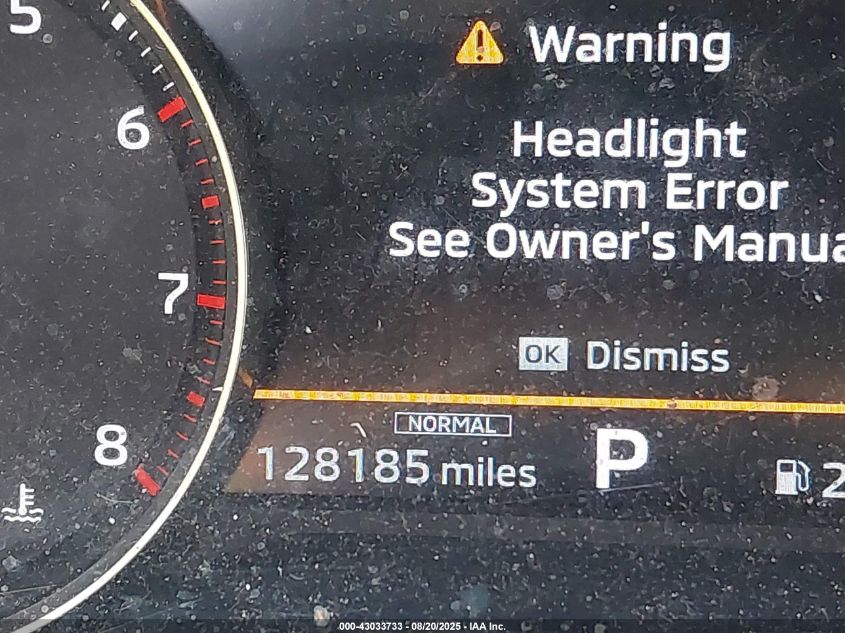 5
6
7
8
Warning
Headlight
System Error
See Owner's Manua
OK Dismiss
NORMAL
128185 miles
P
2
000-43033733 - 08/20/2025 - IAA Inc.